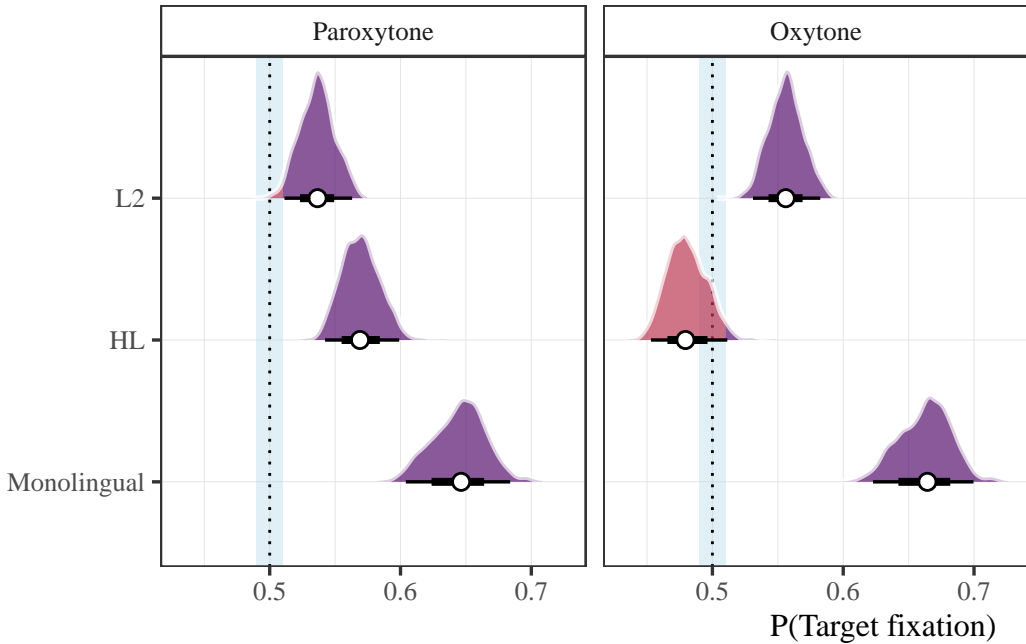 Paroxytone
Oxytone
L2
HL
Monolingual
0.5 0.6 0.7
0.5 0.6 0.7
P(Target fixation)